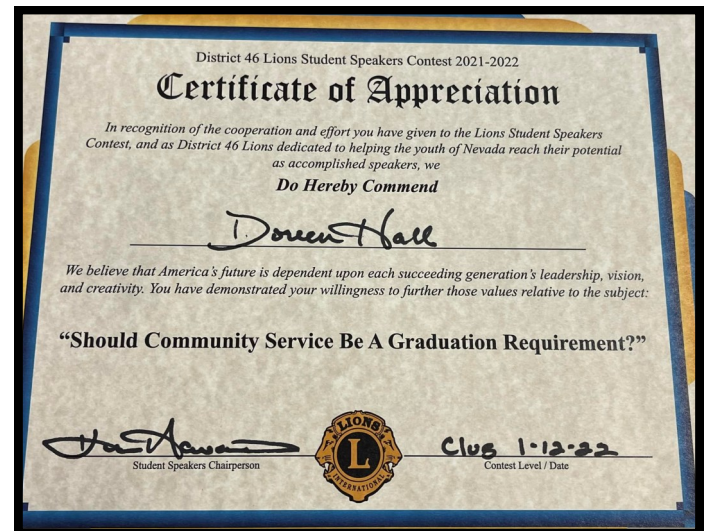 District 46 Lions Student Speakers Contest 2021-2022
Certificate of Appreciation
In recognition of the cooperation and effort you have given to the Lions Student Speakers
Contest, and as District 46 Lions dedicated to helping the youth of Nevada reach their potential
as accomplished speakers, we
Do Hereby Commend
Doreen Hall
We believe that America's future is dependent upon each succeeding generation's leadership, vision,
and creativity. You have demonstrated your willingness to further those values relative to the subject:
“Should Community Service Be A Graduation Requirement?”
LIONS
L
INTERNATIONAL
Club 1-12-22
Student Speakers Chairperson
Contest Level / Date